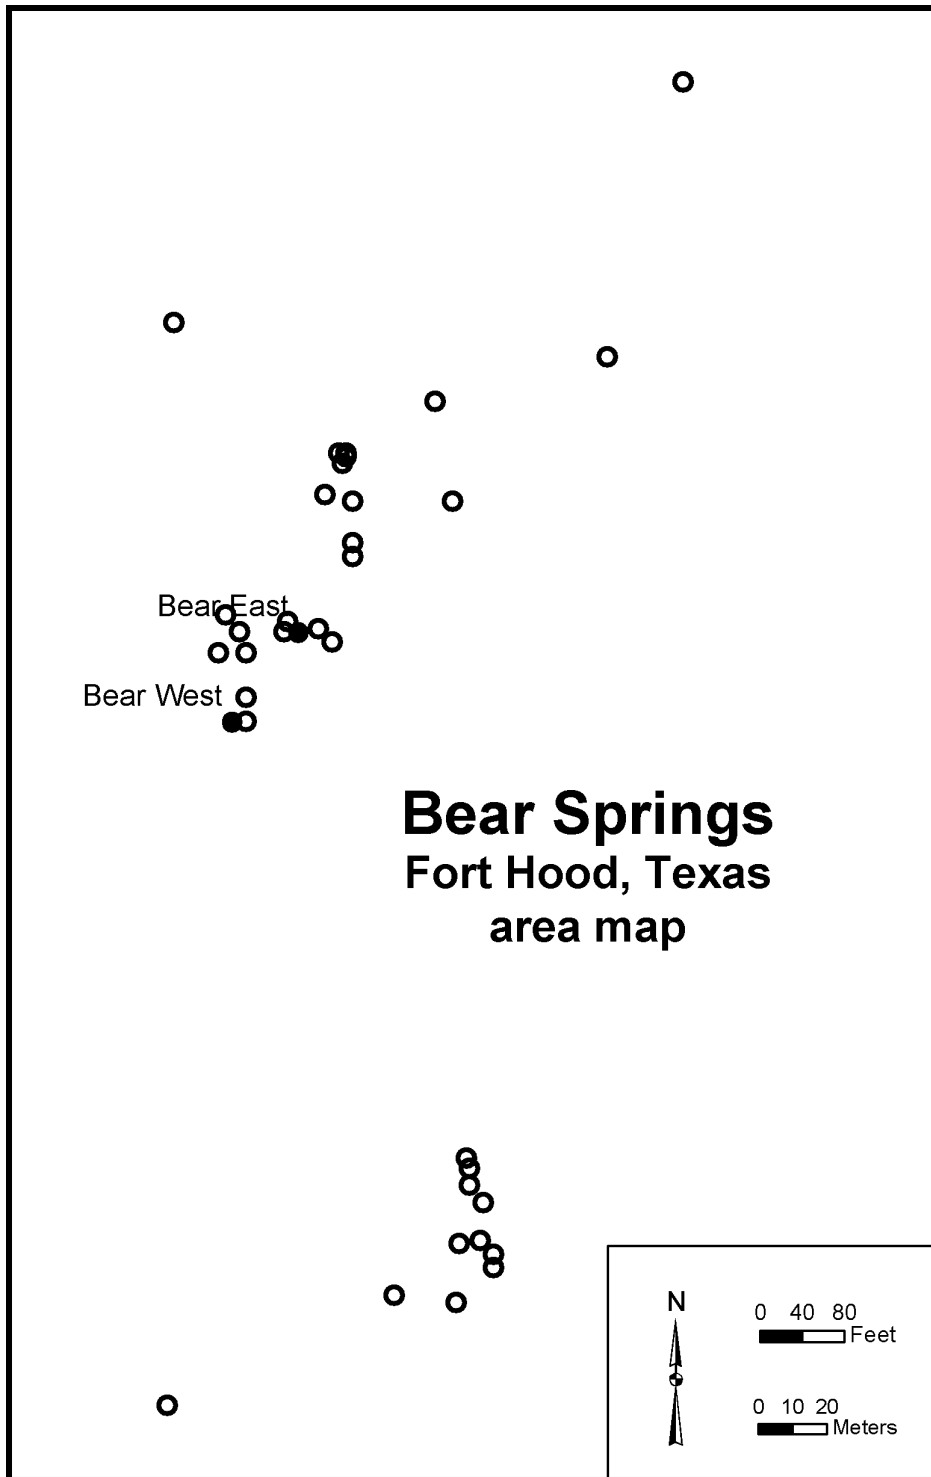 Bear East
Bear West
Bear Springs
Fort Hood, Texas
area map
N
0 40 80
Feet
0 10 20
Meters